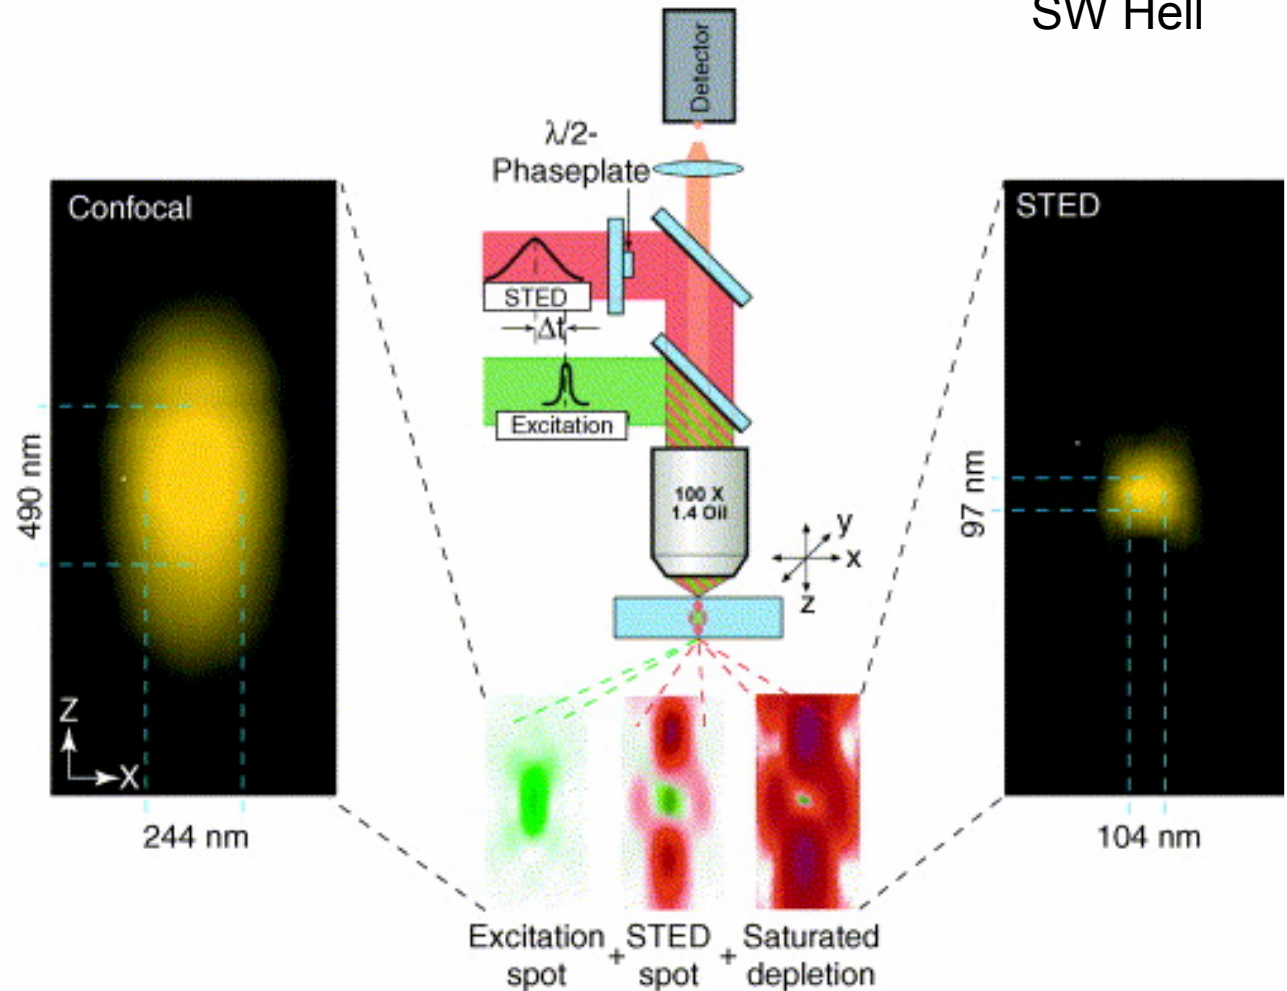 SW Hell
Detector
λ/2-
Phaseplate
Confocal
STED
STED
Δt
Excitation
490 nm
97 nm
100 X
1.4 Oil
y
x
z
Z
X
244 nm
104 nm
Excitation + STED + Saturated
spot spot depletion